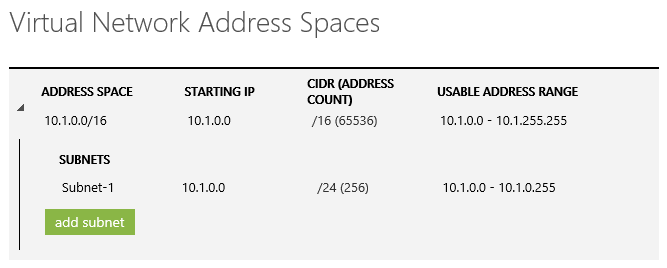 Virtual Network Address Spaces
ADDRESS SPACE STARTING IP CIDR (ADDRESS COUNT) USABLE ADDRESS RANGE
10.1.0.0/16 10.1.0.0 /16 (65536) 10.1.0.0 - 10.1.255.255
SUBNETS
Subnet-1 10.1.0.0 /24 (256) 10.1.0.0 - 10.1.0.255
add subnet